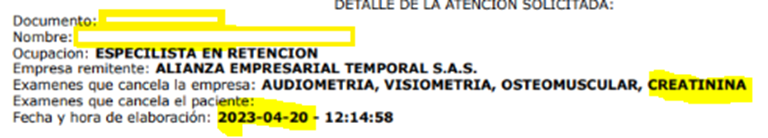 DETALLE DE LA ATENCION SOLICITADA:
Documento:
Nombre:
Ocupacion: ESPECILISTA EN RETENCION
Empresa remitente: ALIANZA EMPRESARIAL TEMPORAL S.A.S.
Examenes que cancela la empresa: AUDIOMETRIA, VISIOMETRIA, OSTEOMUSCULAR, CREATININA
Examenes que cancela el paciente:
Fecha y hora de elaboración: 2023-04-20 - 12:14:58